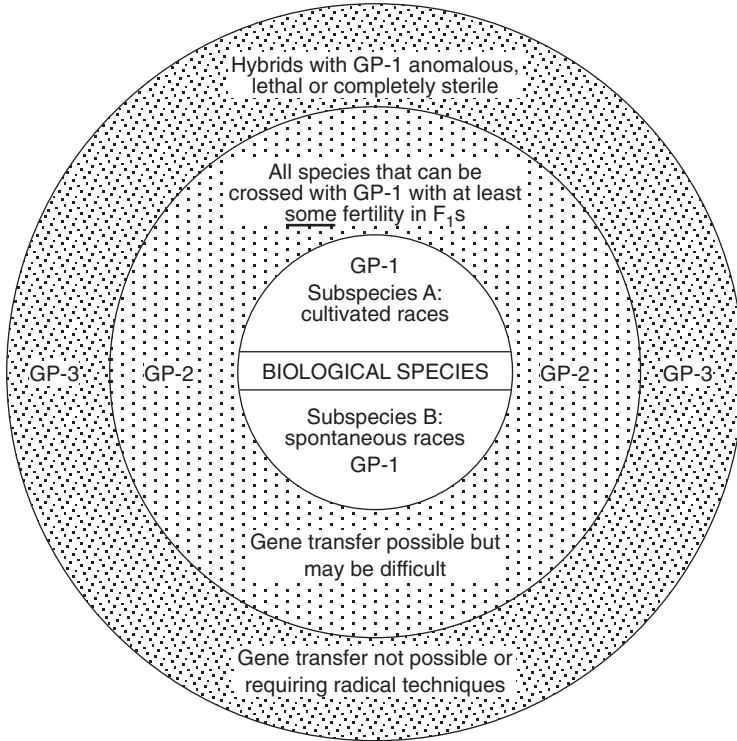 Hybrids with GP-1 anomalous,
lethal or completely sterile
All species that can be
crossed with GP-1 with at least
some fertility in F₁s
GP-1
Subspecies A:
cultivated races
GP-3
GP-2
BIOLOGICAL SPECIES
GP-2
GP-3
Subspecies B:
spontaneous races
GP-1
Gene transfer possible but
may be difficult
Gene transfer not possible or
requiring radical techniques